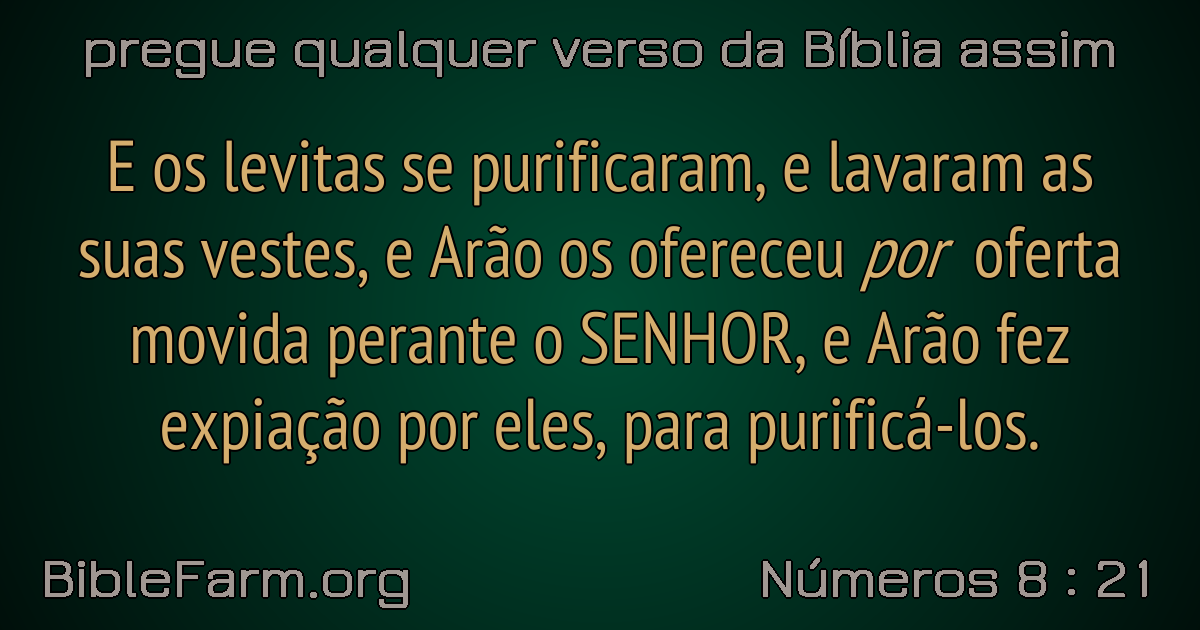 pregue qualquer verso da Bíblia assim
E os levitas se purificaram, e lavaram as
suas vestes, e Arão os ofereceu por oferta
movida perante o SENHOR, e Arão fez
expiação por eles, para purificá-los.
BibleFarm.org
Números 8 : 21